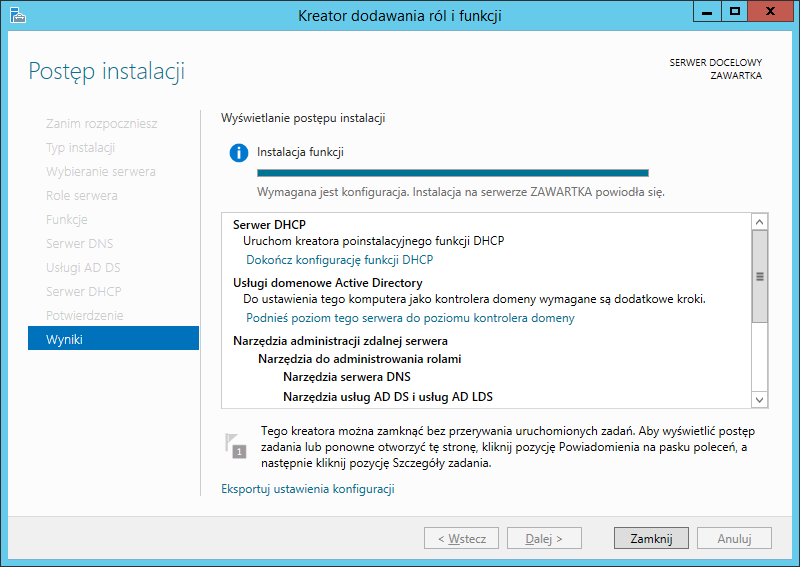 Kreator dodawania ról i funkcji
Postęp instalacji
SERWER DOCELOWY
ZAWARTKA
Zanim rozpoczniesz
Typ instalacji
Wybieranie serwera
Role serwera
Funkcje
Serwer DNS
Usługi AD DS
Serwer DHCP
Potwierdzenie
Wyniki
Wyświetlanie postępu instalacji
Instalacja funkcji
Wymagana jest konfiguracja. Instalacja na serwerze ZAWARTKA powiodła się.
Serwer DHCP
Uruchom kreatora poinstalacyjnego funkcji DHCP
Dokończ konfigurację funkcji DHCP
Usługi domenowe Active Directory
Do ustawienia tego komputera jako kontrolera domeny wymagane są dodatkowe kroki.
Podnieś poziom tego serwera do poziomu kontrolera domeny
Narzędzia administracji zdalnej serwera
Narzędzia do administrowania rolami
Narzędzia serwera DNS
Narzędzia usług AD DS i usług AD LDS
1
Tego kreatora można zamknąć bez przerywania uruchomionych zadań. Aby wyświetlić postęp
zadania lub ponowne otworzyć tę stronę, kliknij pozycję Powiadomienia na pasku poleceń, a
następnie kliknij pozycję Szczegóły zadania.
Eksportuj ustawienia konfiguracji
< Wstecz
Dalej >
Zamknij
Anuluj